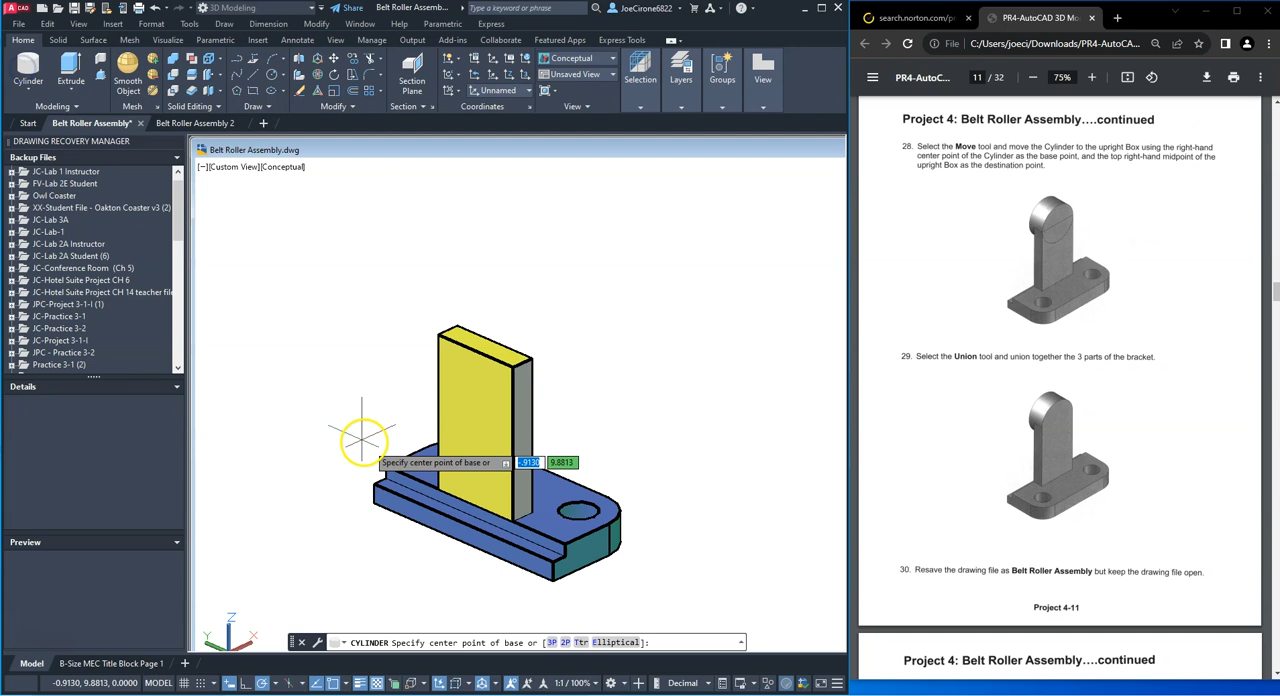 3D Modeling
Share
Belt Roller Assemb...
Type a keyword or phrase
JoeCirone6822
File Edit View Insert Format Tools Draw Dimension Modify Parametric Window Help Express
Home Solid Surface Mesh Visualize Parametric Insert Annotate View Manage Output Add-ins Collaborate Featured Apps Express Tools
Cylinder Extrude Smooth Object Section Plane Conceptual Unsaved View Unnamed Selection Layers Groups View
Modeling Mesh Solid Editing Draw Modify Section Coordinates View
Start Belt Roller Assembly* Belt Roller Assembly 2
DRAWING RECOVERY MANAGER
Backup Files
JC-Lab 1 Instructor
FV-Lab 2E Student
Owl Coaster
XX-Student File - Oakton Coaster v3 (2)
JC-Lab 3A
JC-Lab-1
JC-Lab 2A Instructor
JC-Lab 2A Student (6)
JC-Conference Room (Ch 5)
JC-Hotel Suite Project CH 6
JC-Hotel Suite Project CH 14 teacher file
JPC-Project 3-1-I (1)
JC-Practice 3-1
JC-Practice 3-2
JC-Project 3-1-I
JPC - Practice 3-2
Practice 3-1 (2)
Details
Preview
Belt Roller Assembly.dwg
[−][Custom View][Conceptual]
Specify center point of base or -.9130 9.8813
Z
Y X
CYLINDER Specify center point of base or [3P 2P Ttr Elliptical]:
Model B-Size MEC Title Block Page 1
-0.9130, 9.8813, 0.0000 MODEL 1:1 / 100% Decimal
search.norton.com/p
PR4-AutoCAD 3D Mo
File C:/Users/joeci/Downloads/PR4-AutoCA...
PR4-AutoC... 11 / 32 75%
Project 4: Belt Roller Assembly….continued
28. Select the Move tool and move the Cylinder to the upright Box using the right-hand
center point of the Cylinder as the base point, and the top right-hand midpoint of the
upright Box as the destination point.
29. Select the Union tool and union together the 3 parts of the bracket.
30. Resave the drawing file as Belt Roller Assembly but keep the drawing file open.
Project 4-11
Project 4: Belt Roller Assembly….continued